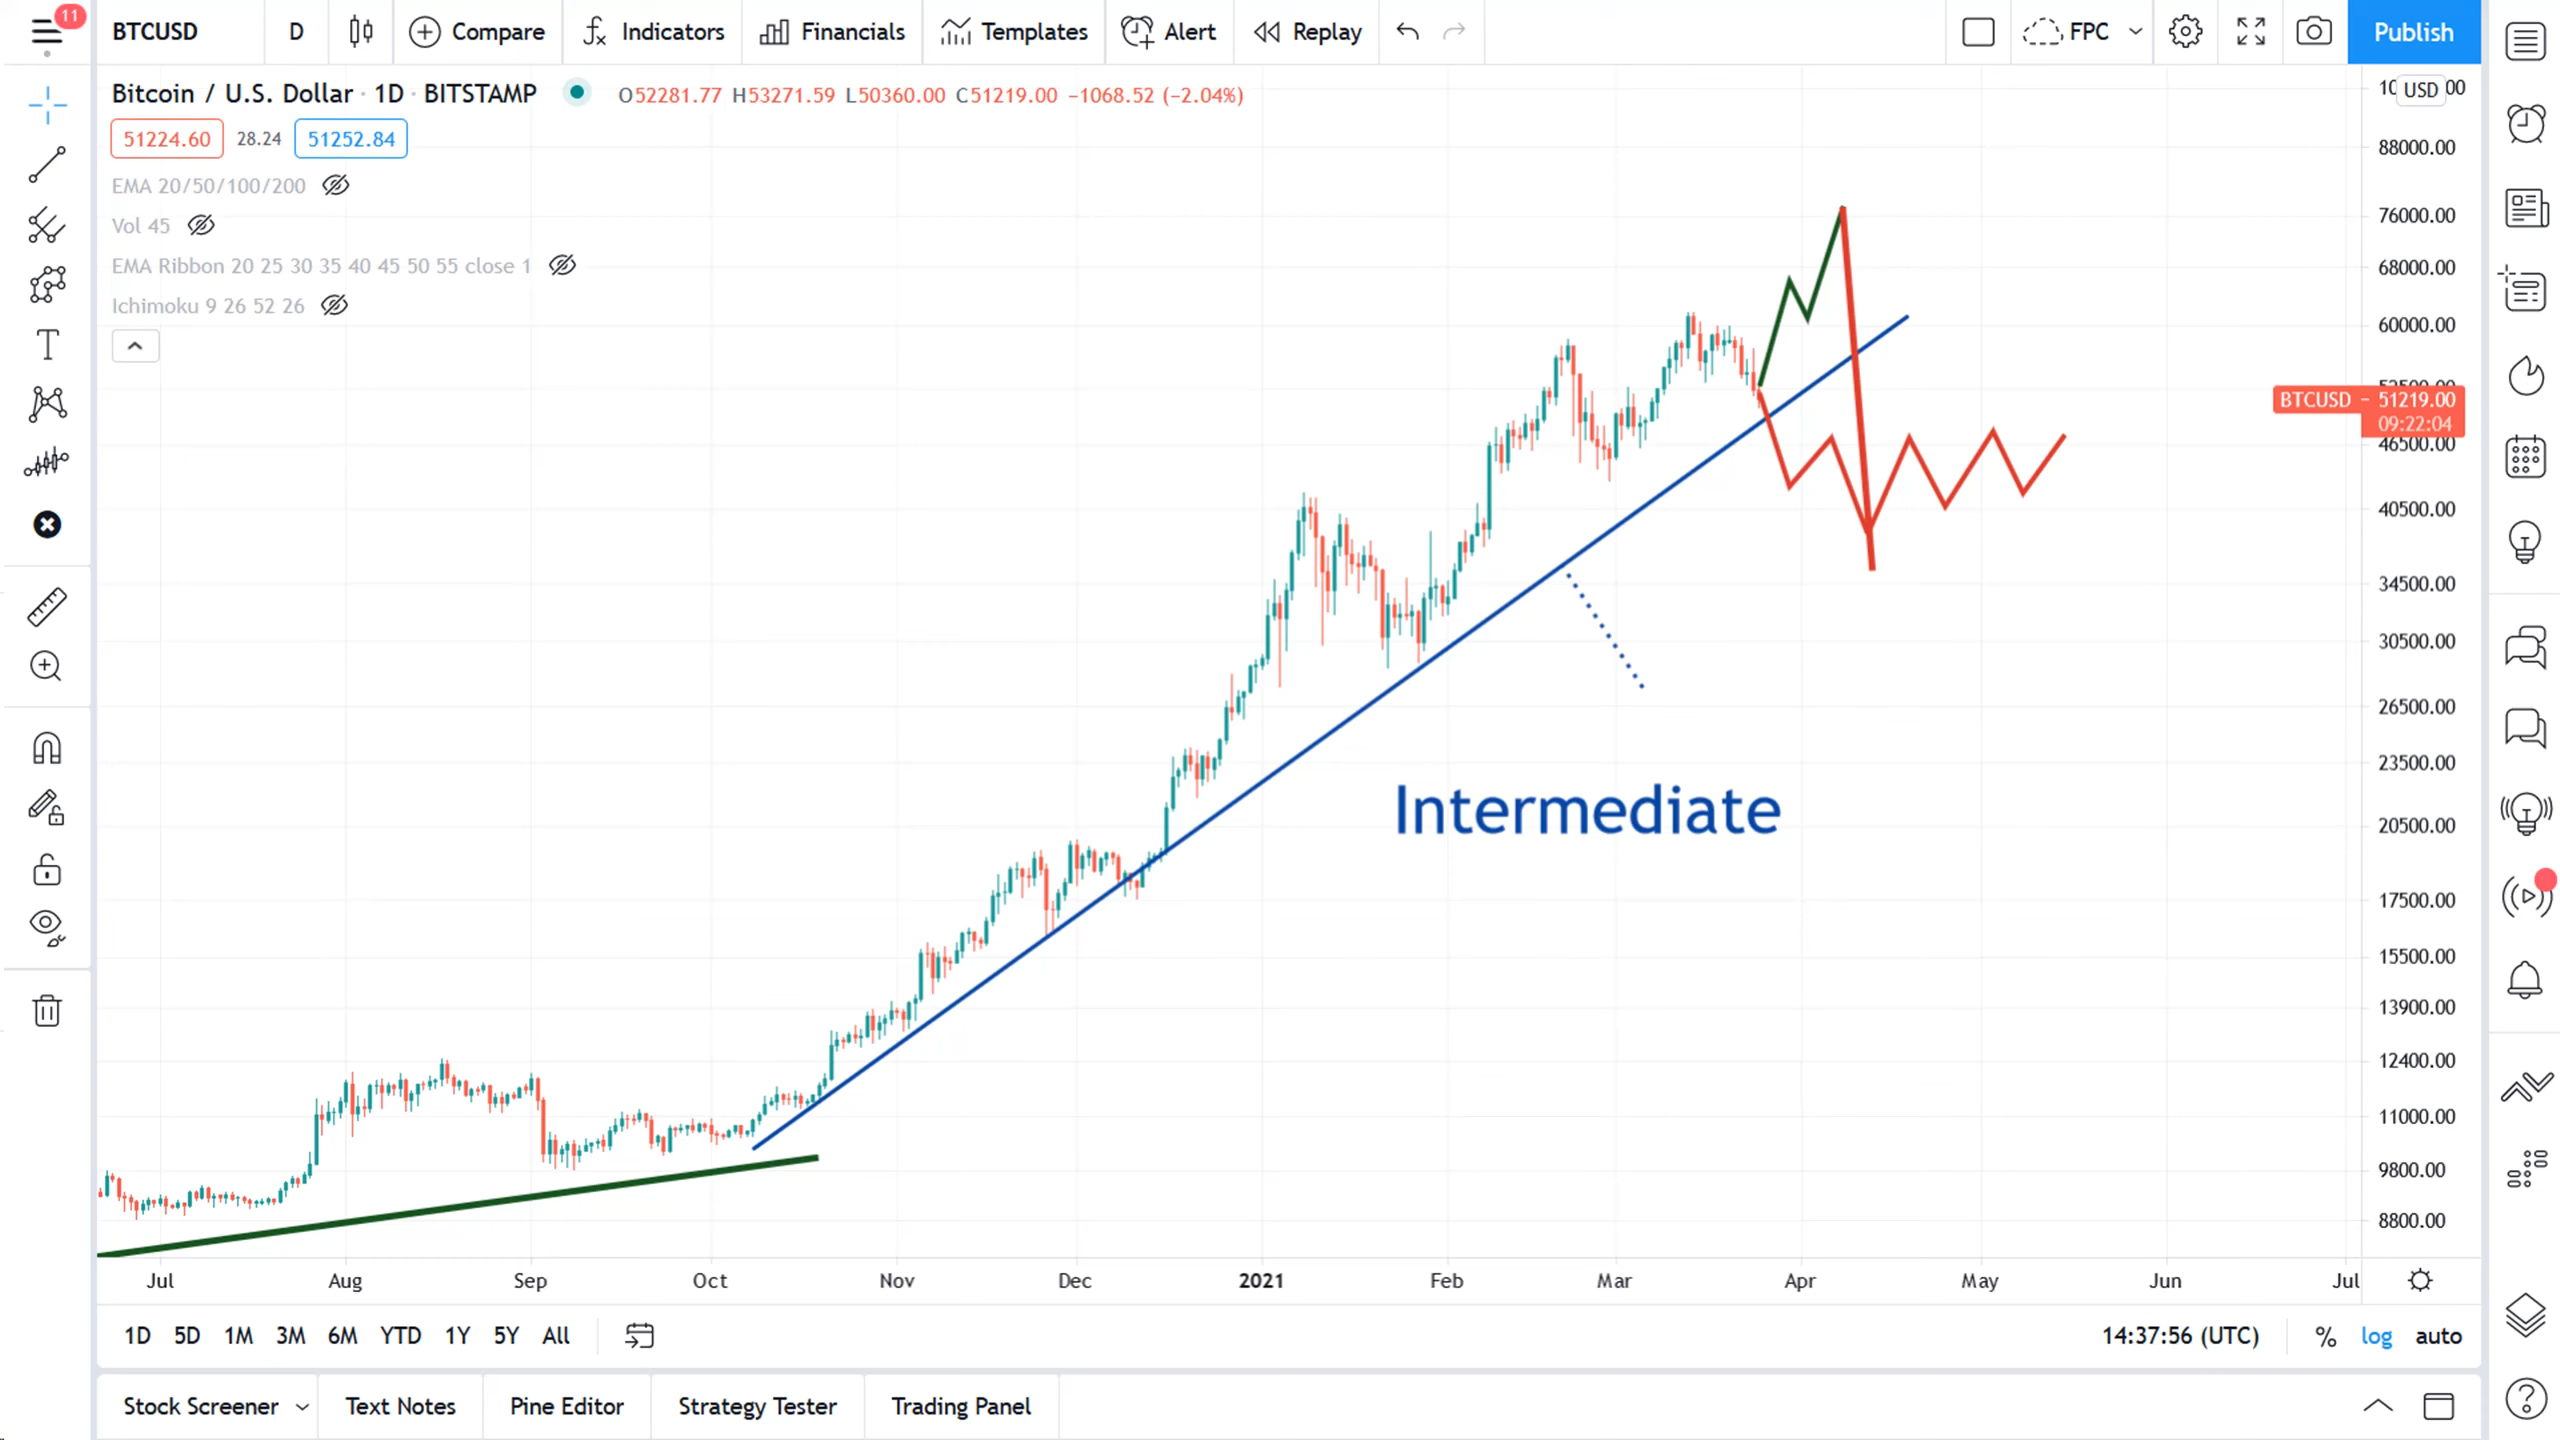 11
BTCUSD D Compare Indicators Financials Templates Alert Replay FPC Publish
Bitcoin / U.S. Dollar · 1D · BITSTAMP O52281.77 H53271.59 L50360.00 C51219.00 −1068.52 (−2.04%)
USD
51224.60 28.24 51252.84
EMA 20/50/100/200
Vol 45
EMA Ribbon 20 25 30 35 40 45 50 55 close 1
Ichimoku 9 26 52 26
88000.00
76000.00
68000.00
60000.00
BTCUSD − 51219.00
09:22:04
46500.00
40500.00
34500.00
30500.00
26500.00
23500.00
Intermediate
20500.00
17500.00
15500.00
13900.00
12400.00
11000.00
9800.00
8800.00
Jul Aug Sep Oct Nov Dec 2021 Feb Mar Apr May Jun Jul
1D 5D 1M 3M 6M YTD 1Y 5Y All 14:37:56 (UTC) % log auto
Stock Screener Text Notes Pine Editor Strategy Tester Trading Panel